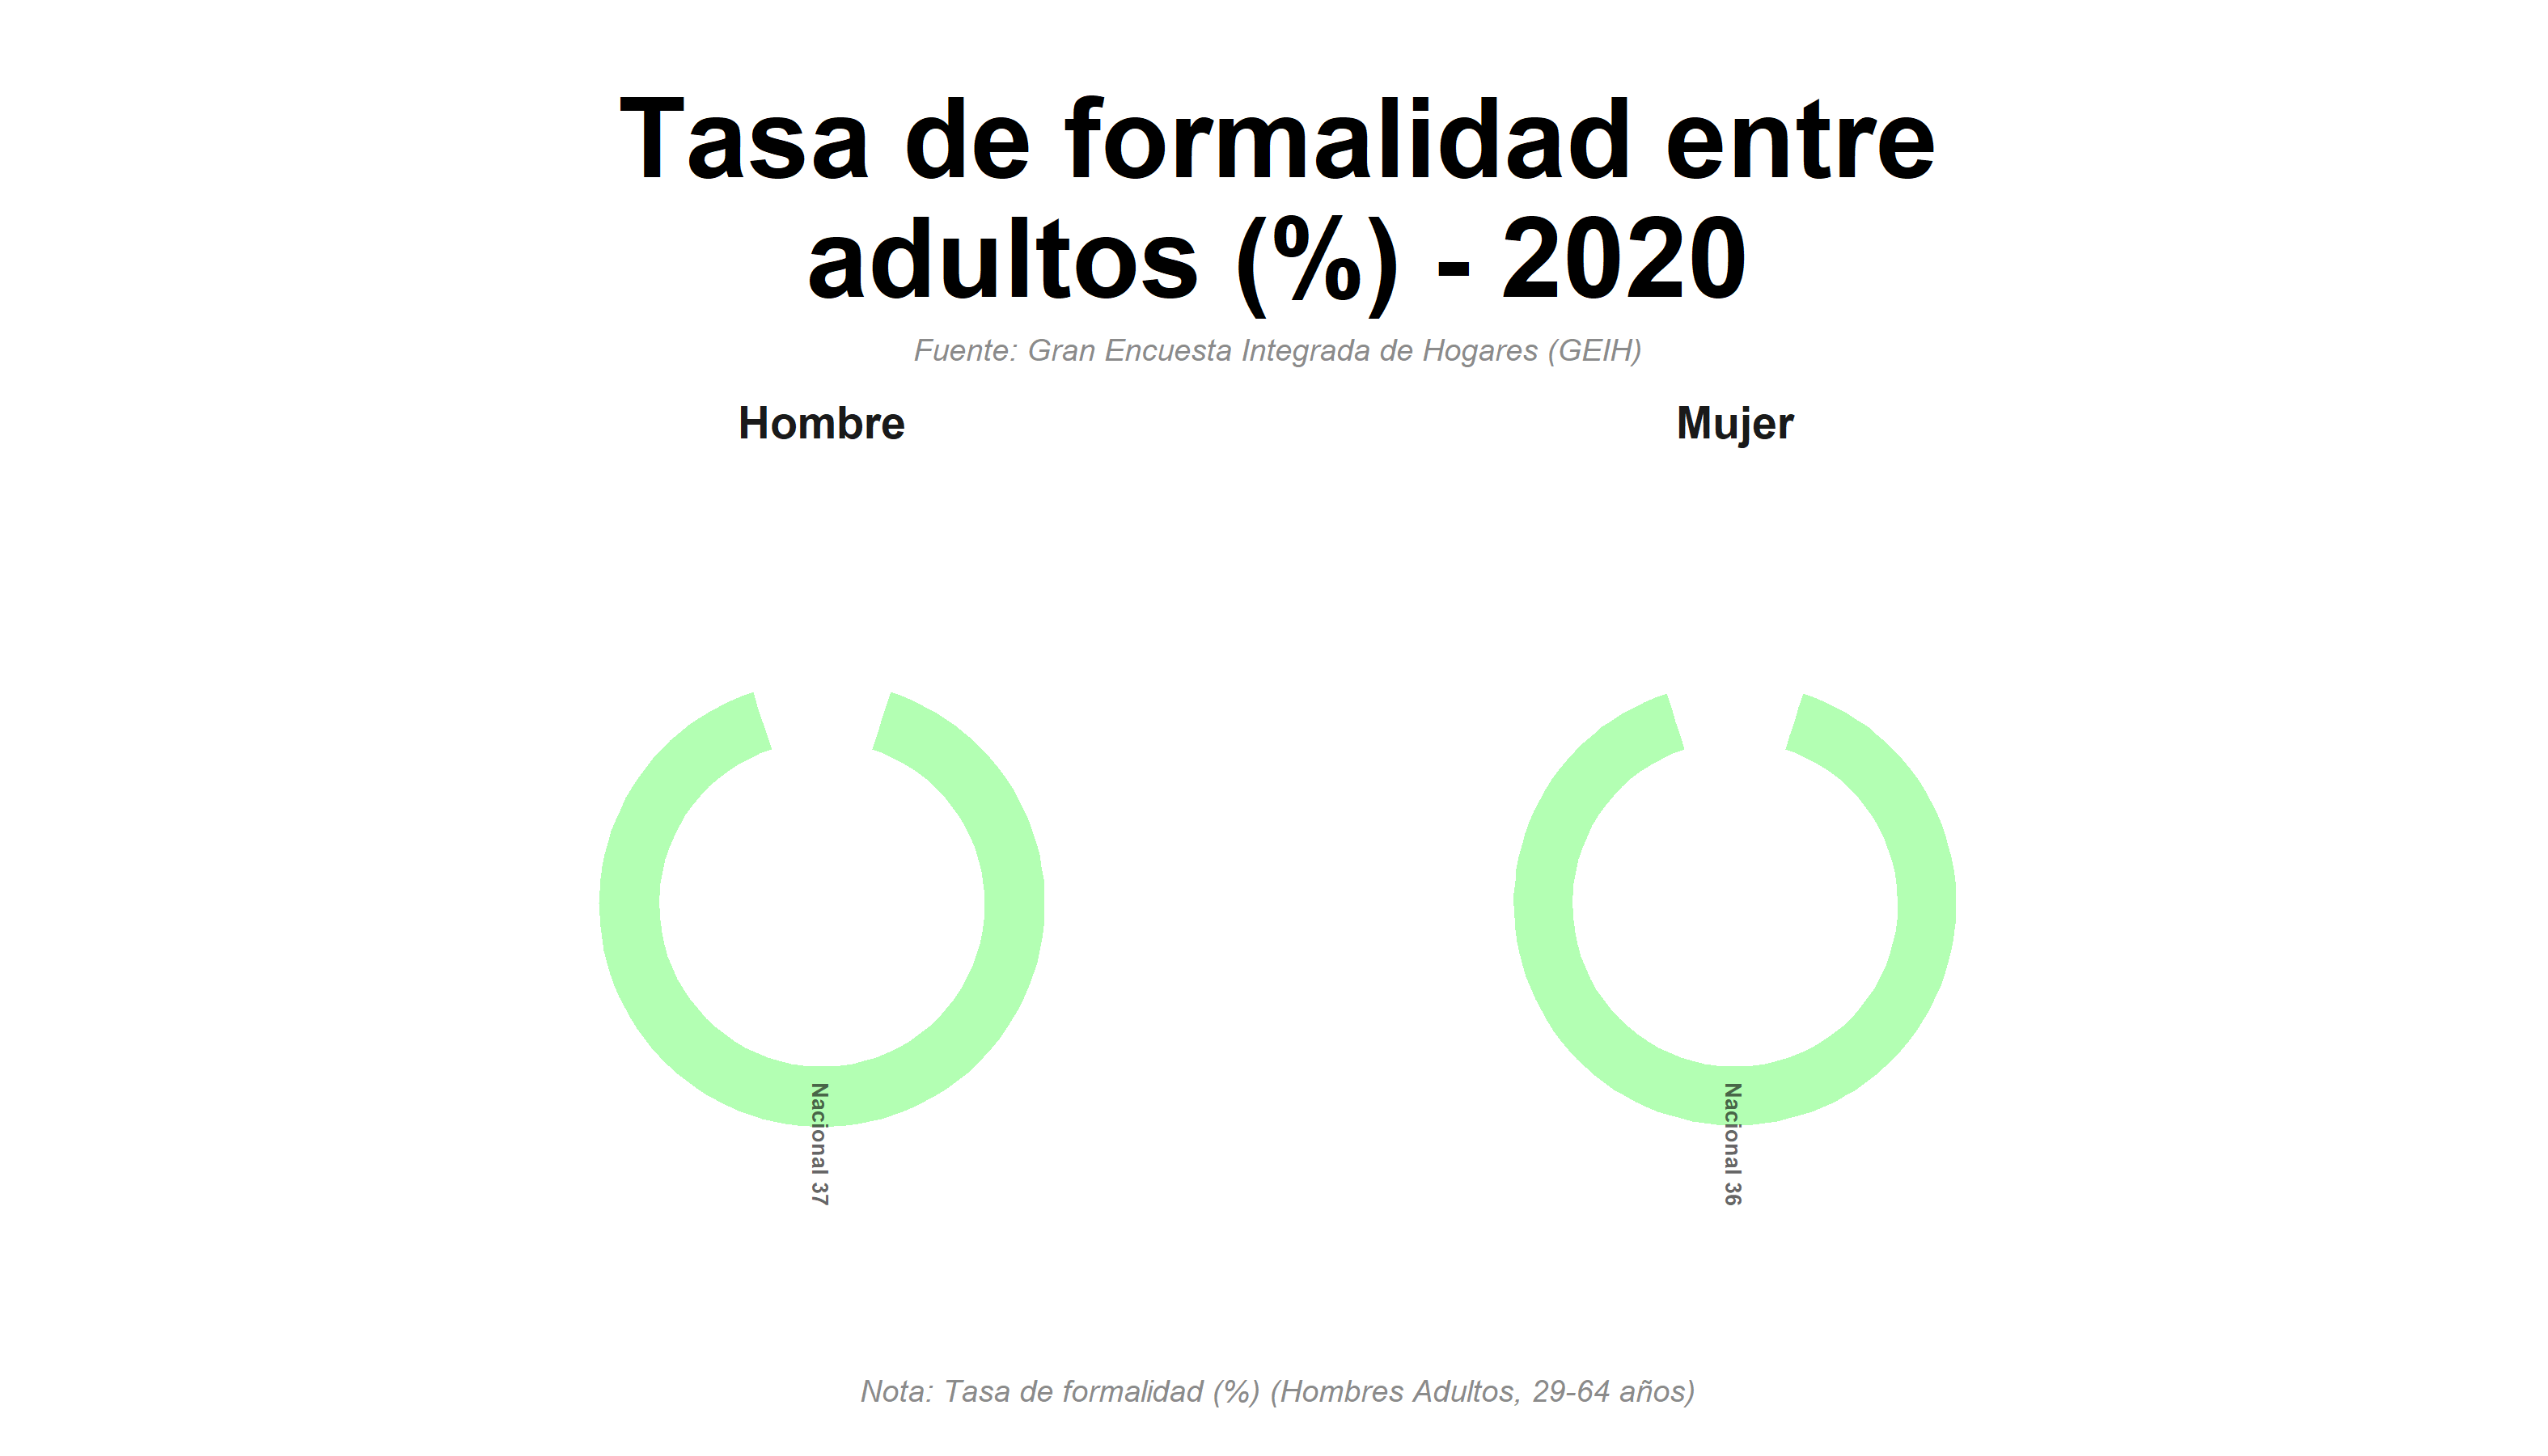 Tasa de formalidad entre
adultos (%) - 2020
Fuente: Gran Encuesta Integrada de Hogares (GEIH)
Hombre
Mujer
Nacional 37
Nacional 36
Nota: Tasa de formalidad (%) (Hombres Adultos, 29-64 años)